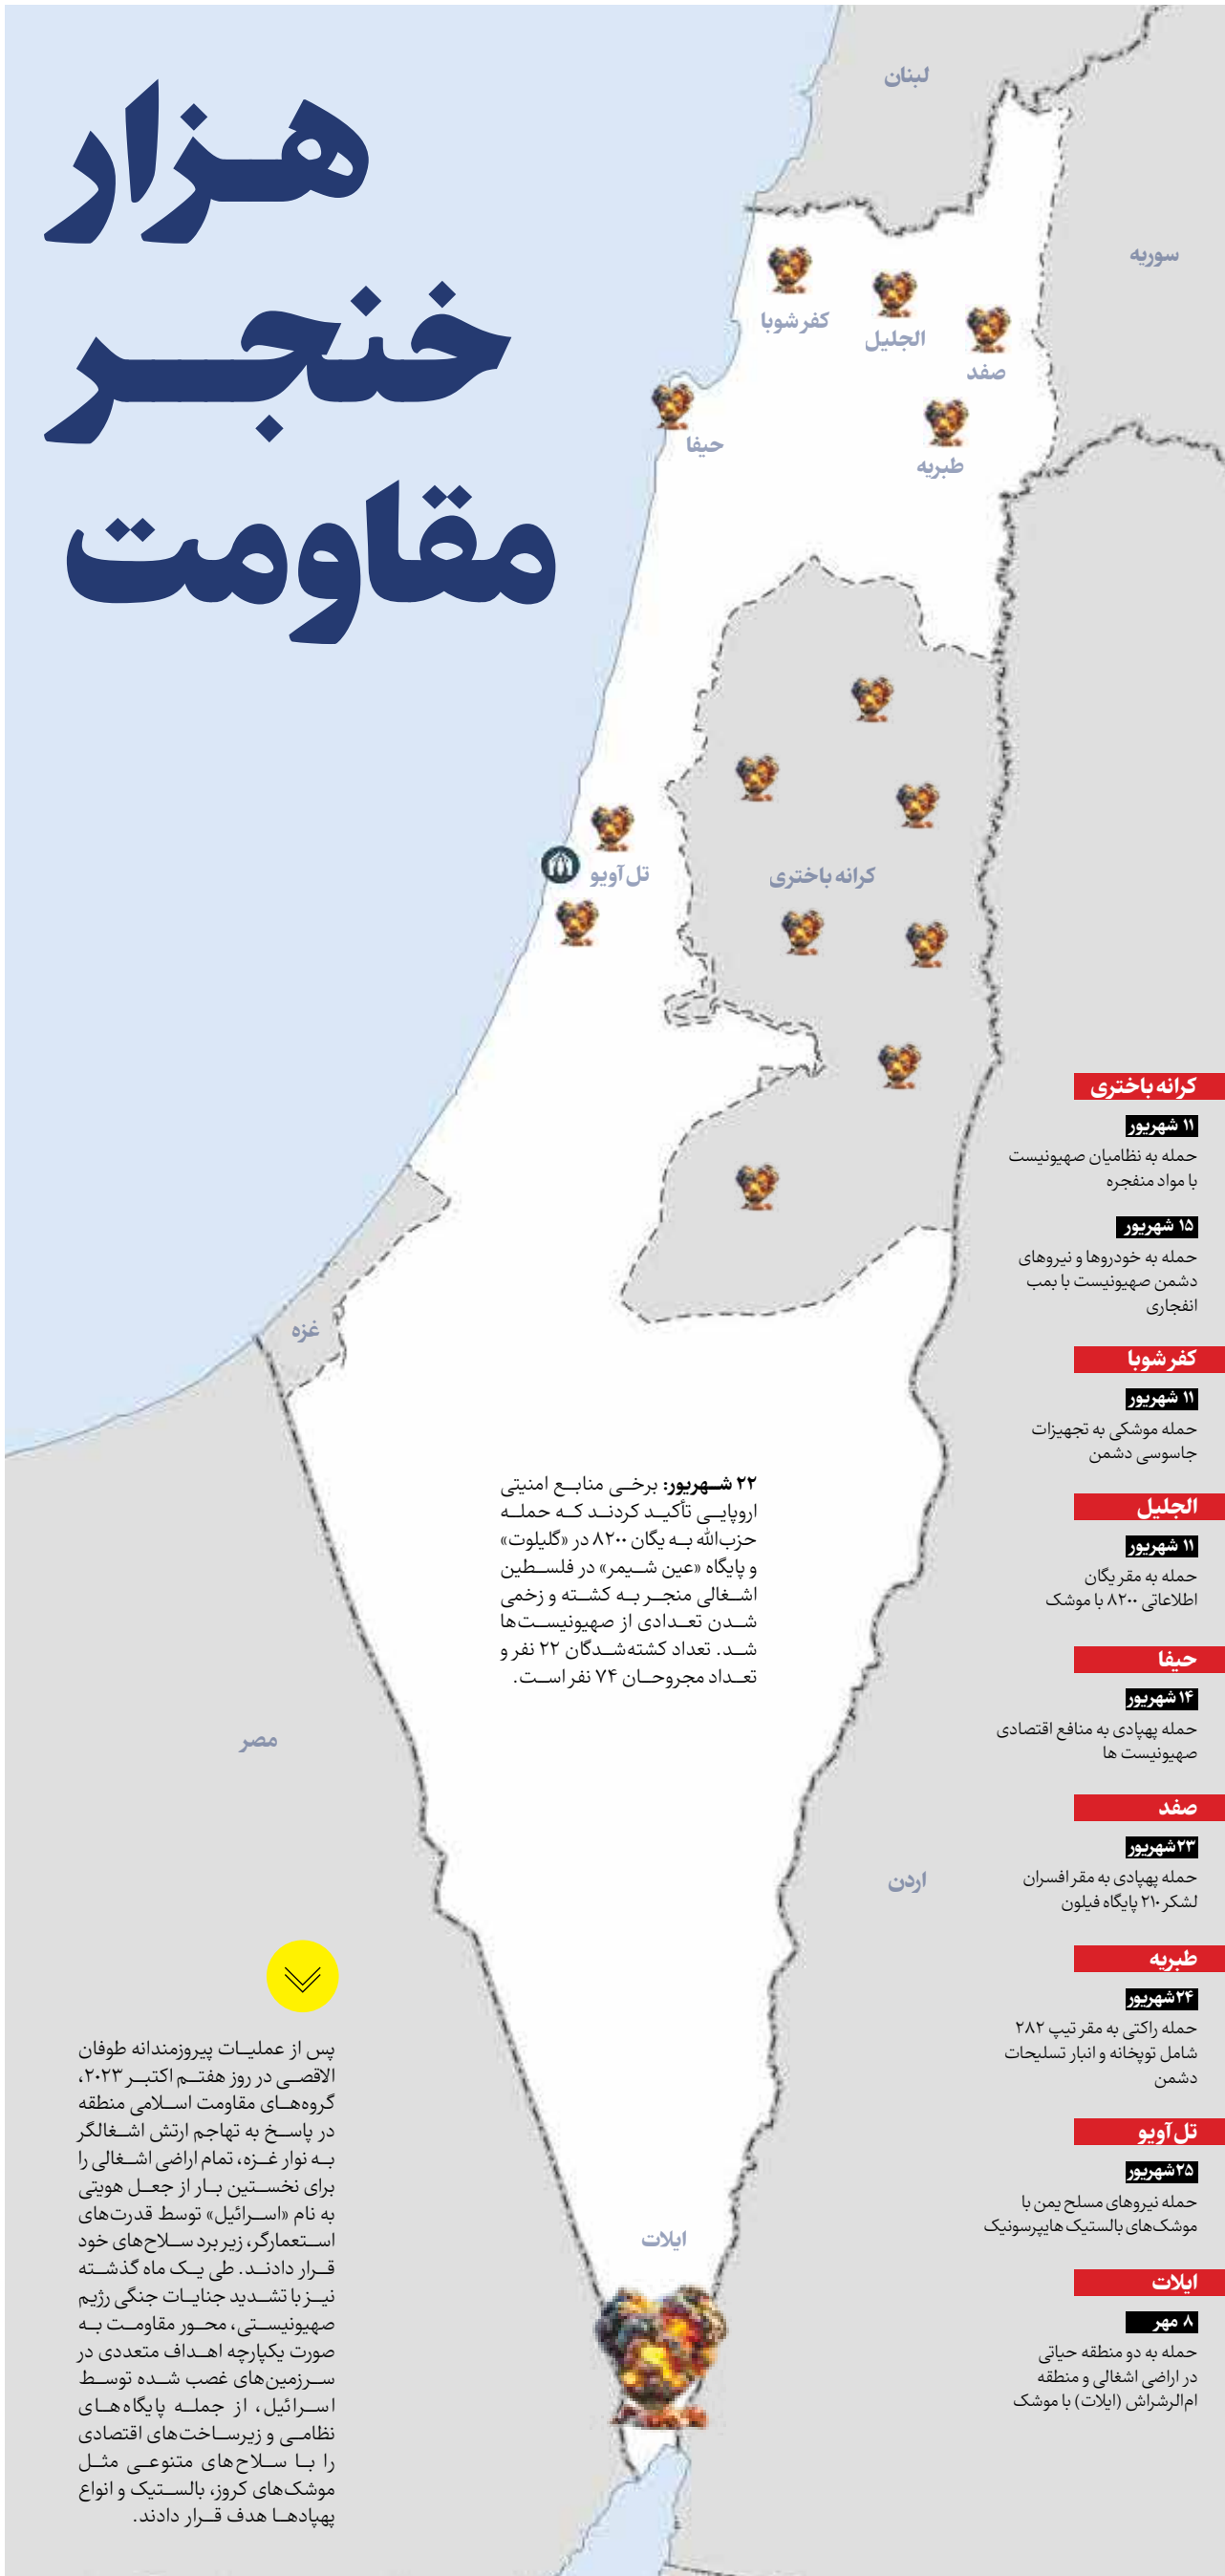 هزار
خنجر
مقاومت
لبنان
سوریه
کفرشوبا
الجلیل
صفد
حیفا
طبریه
تل‌آویو
کرانه باختری
غزه
مصر
اردن
ایلات
۲۲ شهریور: برخی منابع امنیتی
اروپایی تأکید کردند که حمله
حزب‌الله به یگان ۸۲۰۰ در «گلیلوت»
و پایگاه «عین شیمر» در فلسطین
اشغالی منجر به کشته و زخمی
شدن تعدادی از صهیونیست‌ها
شد. تعداد کشته‌شدگان ۲۲ نفر و
تعداد مجروحان ۷۴ نفر است.
کرانه باختری
۱۱ شهریور
حمله به نظامیان صهیونیست
با مواد منفجره
۱۵ شهریور
حمله به خودروها و نیروهای
دشمن صهیونیست با بمب
انفجاری
کفرشوبا
۱۱ شهریور
حمله موشکی به تجهیزات
جاسوسی دشمن
الجلیل
۱۱ شهریور
حمله به مقر یگان
اطلاعاتی ۸۲۰۰ با موشک
حیفا
۱۴ شهریور
حمله پهپادی به منافع اقتصادی
صهیونیست ها
صفد
۲۳شهریور
حمله پهپادی به مقر افسران
لشکر ۲۱۰ پایگاه فیلون
طبریه
۲۴شهریور
حمله راکتی به مقر تیپ ۲۸۲
شامل توپخانه و انبار تسلیحات
دشمن
تل‌آویو
۲۵شهریور
حمله نیروهای مسلح یمن با
موشک‌های بالستیک هایپرسونیک
ایلات
۸ مهر
حمله به دو منطقه حیاتی
در اراضی اشغالی و منطقه
ام‌الرشراش (ایلات) با موشک
پس از عملیات پیروزمندانه طوفان
الاقصی در روز هفتم اکتبر ۲۰۲۳،
گروه‌های مقاومت اسلامی منطقه
در پاسخ به تهاجم ارتش اشغالگر
به نوار غزه، تمام اراضی اشغالی را
برای نخستین بار از جعل هویتی
به نام «اسرائیل» توسط قدرت‌های
استعمارگر، زیر برد سلاح‌های خود
قرار دادند. طی یک ماه گذشته
نیز با تشدید جنایات جنگی رژیم
صهیونیستی، محور مقاومت به
صورت یکپارچه اهداف متعددی در
سرزمین‌های غصب شده توسط
اسرائیل، از جمله پایگاه‌های
نظامی و زیرساخت‌های اقتصادی
را با سلاح‌های متنوعی مثل
موشک‌های کروز، بالستیک و انواع
پهپادها هدف قرار دادند.